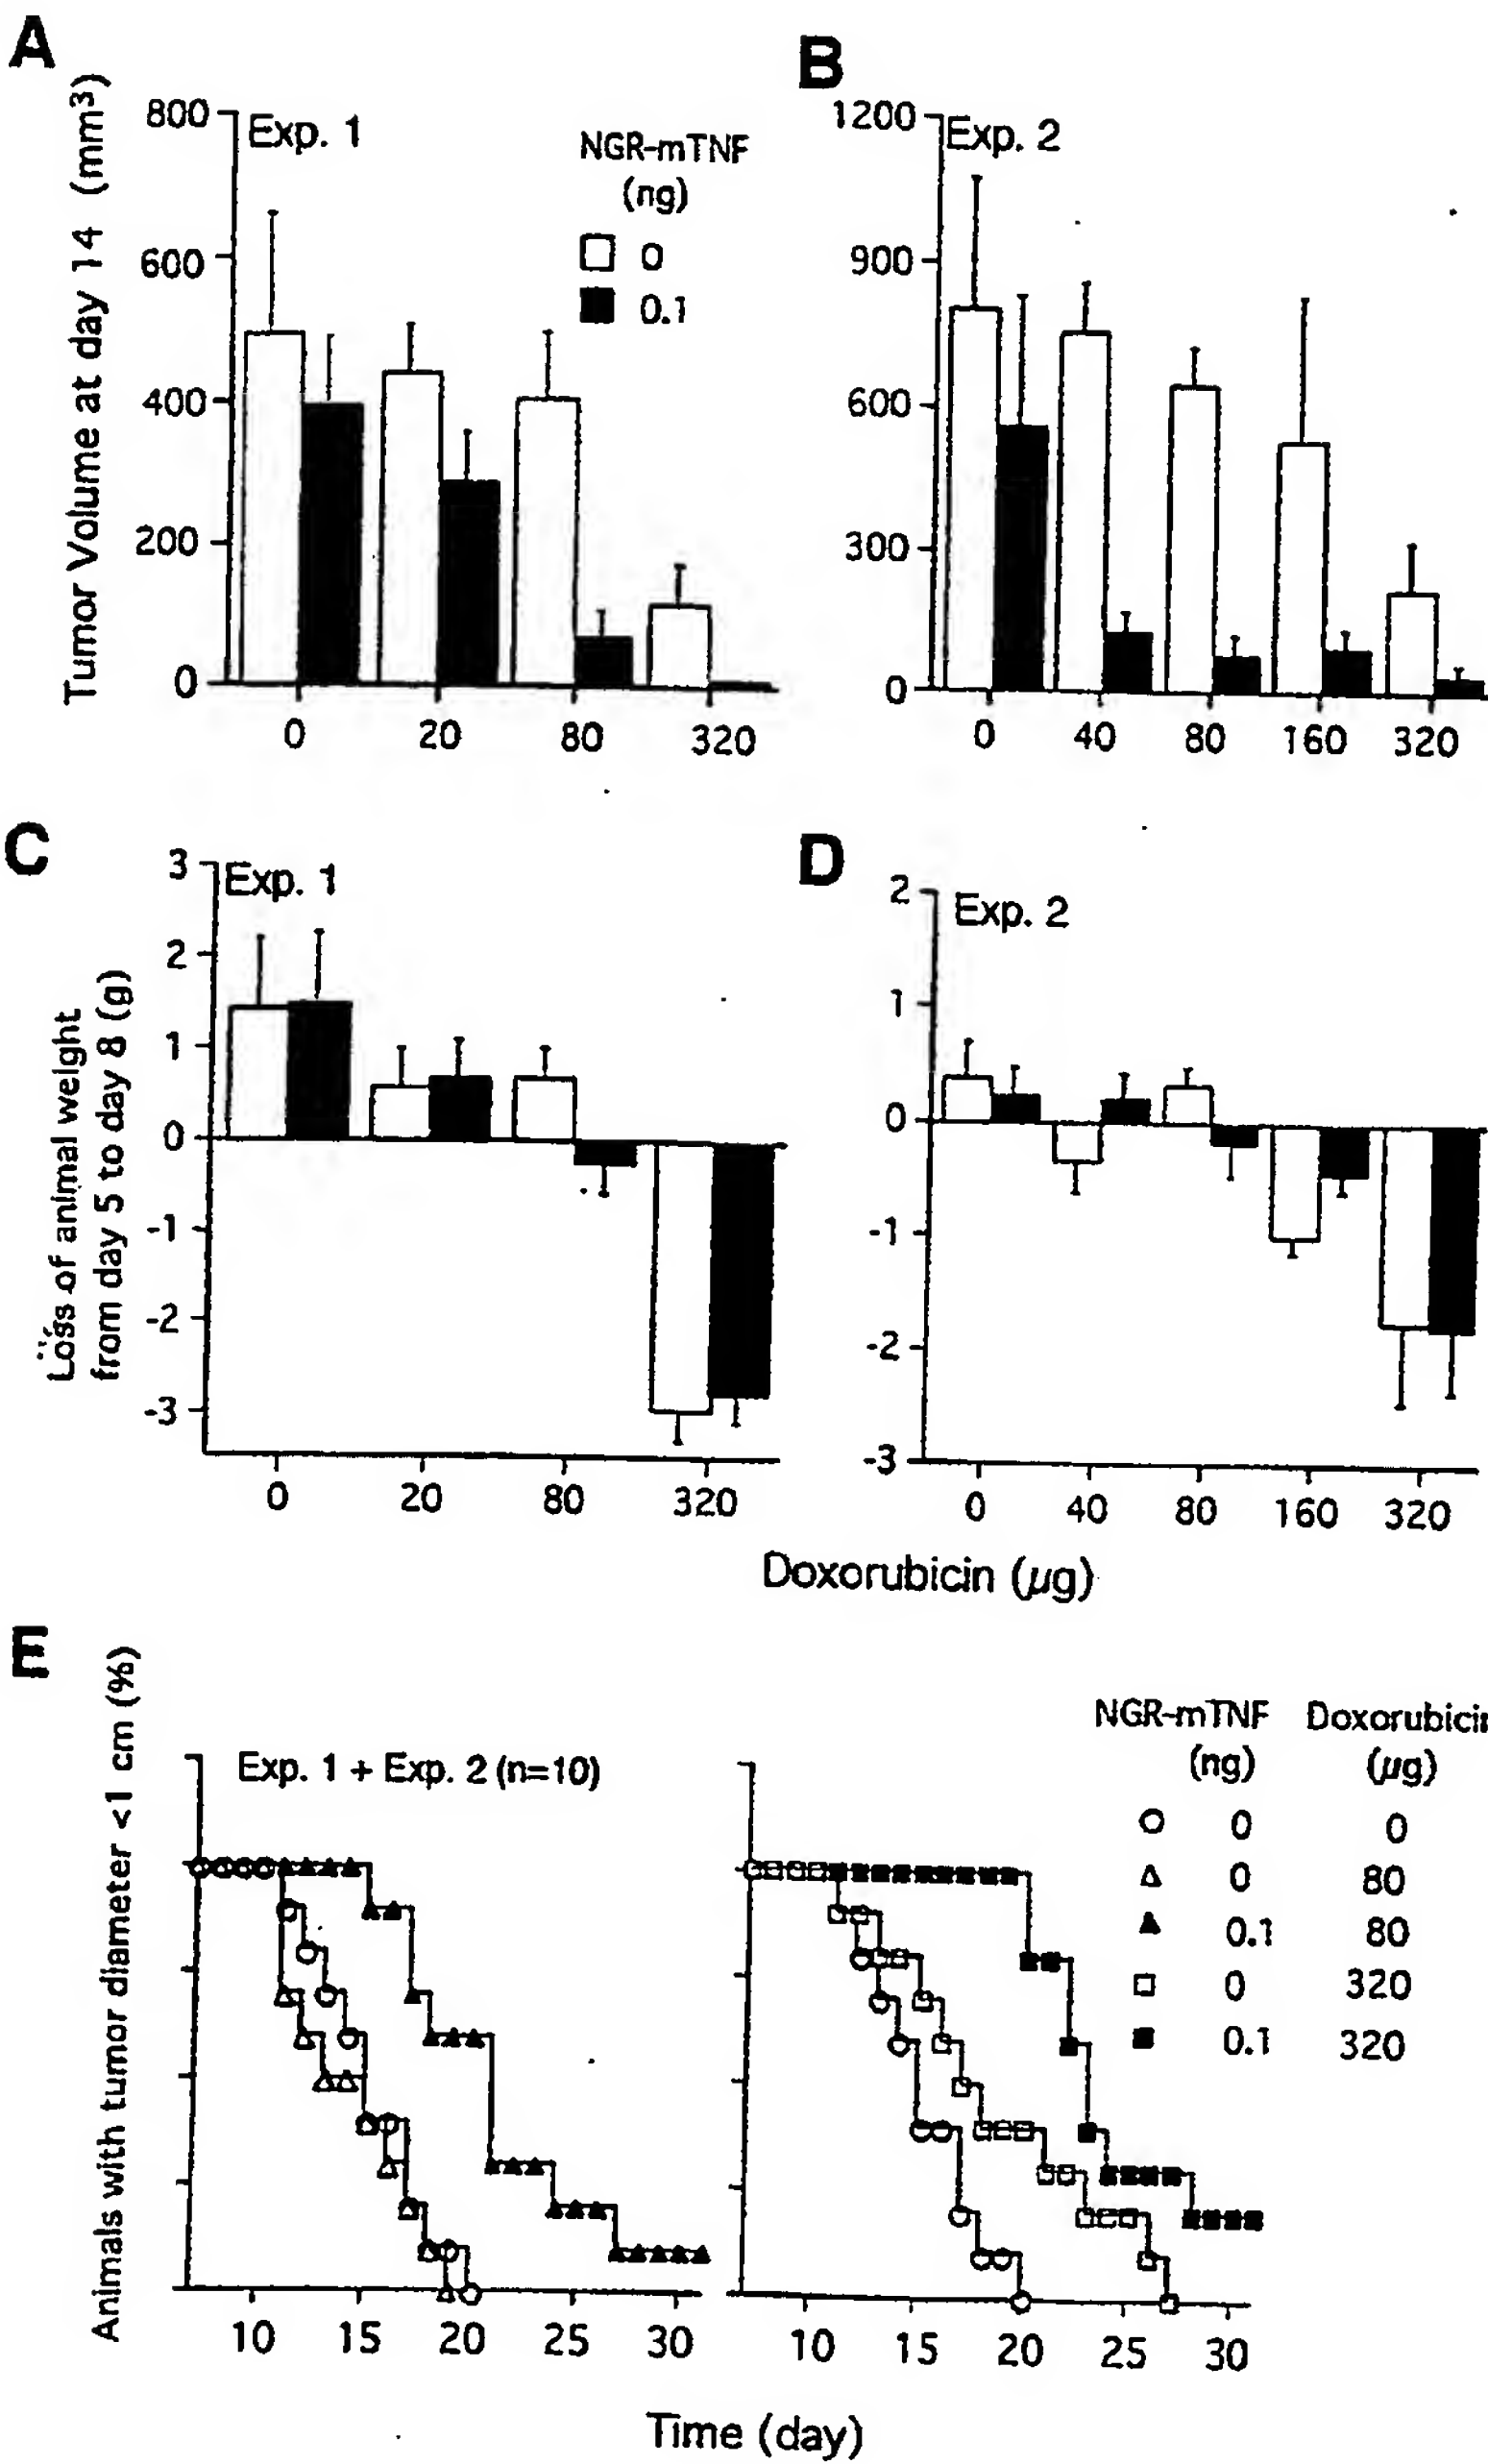 A
Tumor Volume at day 14 (mm³)
800
600
400
200
0
Exp. 1
NGR-mTNF
(ng)
0
0.1
0 20 80 320
B
1200
900
600
300
0
Exp. 2
0 40 80 160 320
C
Loss of animal weight
from day 5 to day 8 (g)
3
2
1
0
-1
-2
-3
Exp. 1
0 20 80 320
D
2
1
0
-1
-2
-3
Exp. 2
0 40 80 160 320
Doxorubicin (µg)
E
Animals with tumor diameter <1 cm (%)
Exp. 1 + Exp. 2 (n=10)
NGR-mTNF Doxorubicin
(ng) (µg)
0 0
0 80
0.1 80
0 320
0.1 320
10 15 20 25 30
10 15 20 25 30
Time (day)